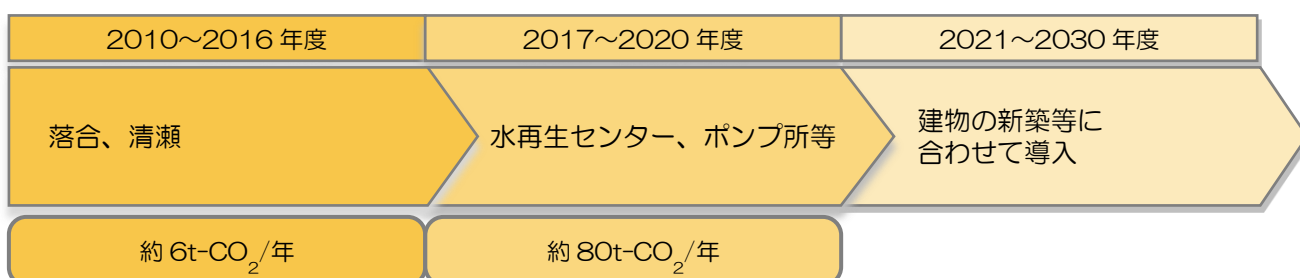 2010～2016 年度
2017～2020 年度
2021～2030 年度
落合、清瀬
水再生センター、ポンプ所等
建物の新築等に
合わせて導入
約 6t-CO₂/年
約 80t-CO₂/年